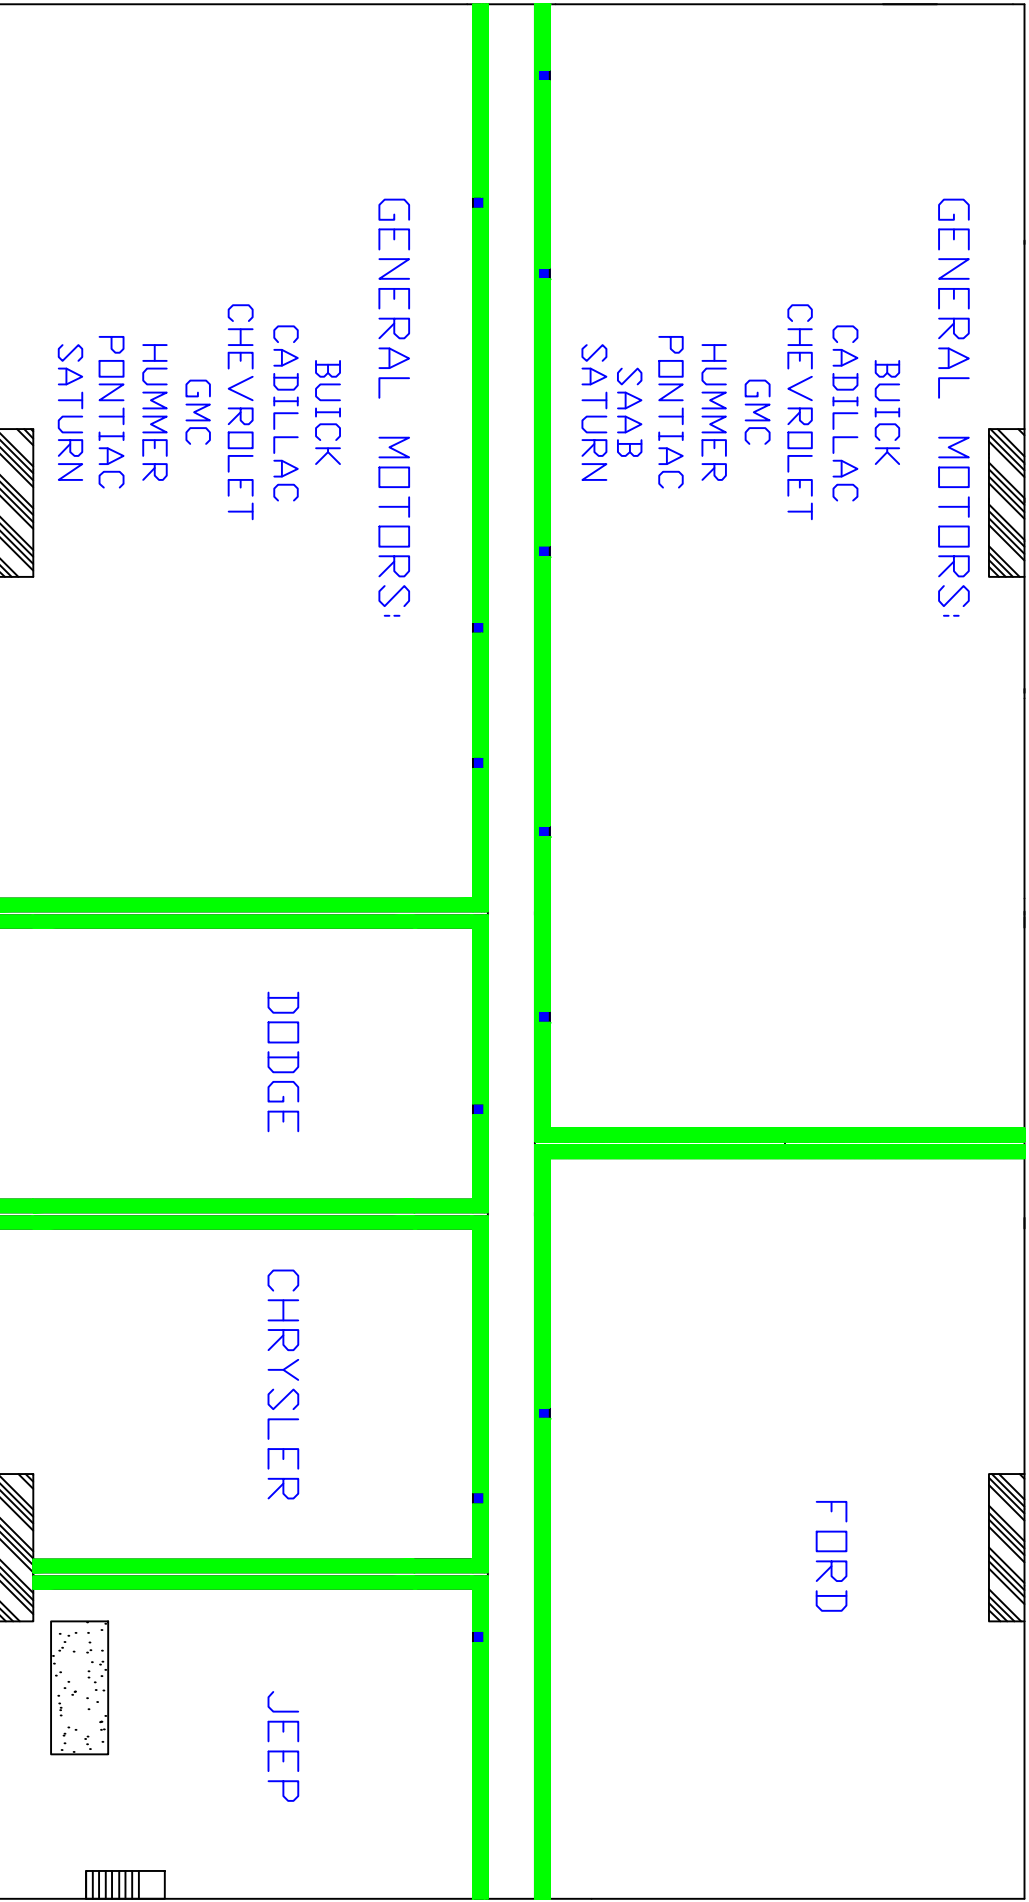 GENERAL MOTORS:
BUICK
CADILLAC
CHEVROLET
GMC
HUMMER
PONTIAC
SAAB
SATURN
FORD
GENERAL MOTORS:
BUICK
CADILLAC
CHEVROLET
GMC
HUMMER
PONTIAC
SATURN
DODGE
CHRYSLER
JEEP